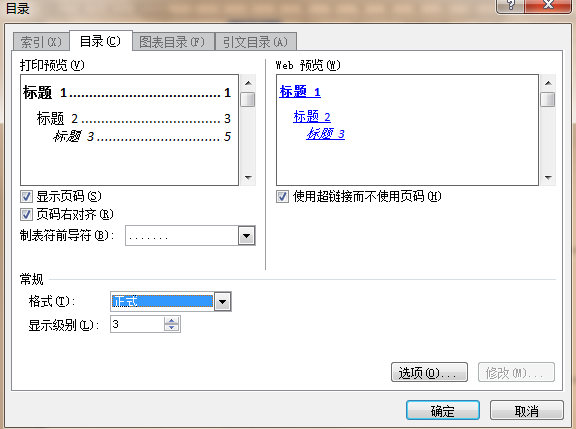 目录
索引(X) 目录(C) 图表目录(F) 引文目录(A)
打印预览(V)
标题 1........................1
标题 2........................3
标题 3........................5
Web 预览(W)
标题 1
标题 2
标题 3
显示页码(S)
页码右对齐(R)
制表符前导符(B): .......
使用超链接而不使用页码(H)
常规
格式(T): 正式
显示级别(L): 3
选项(O)... 修改(M)...
确定 取消